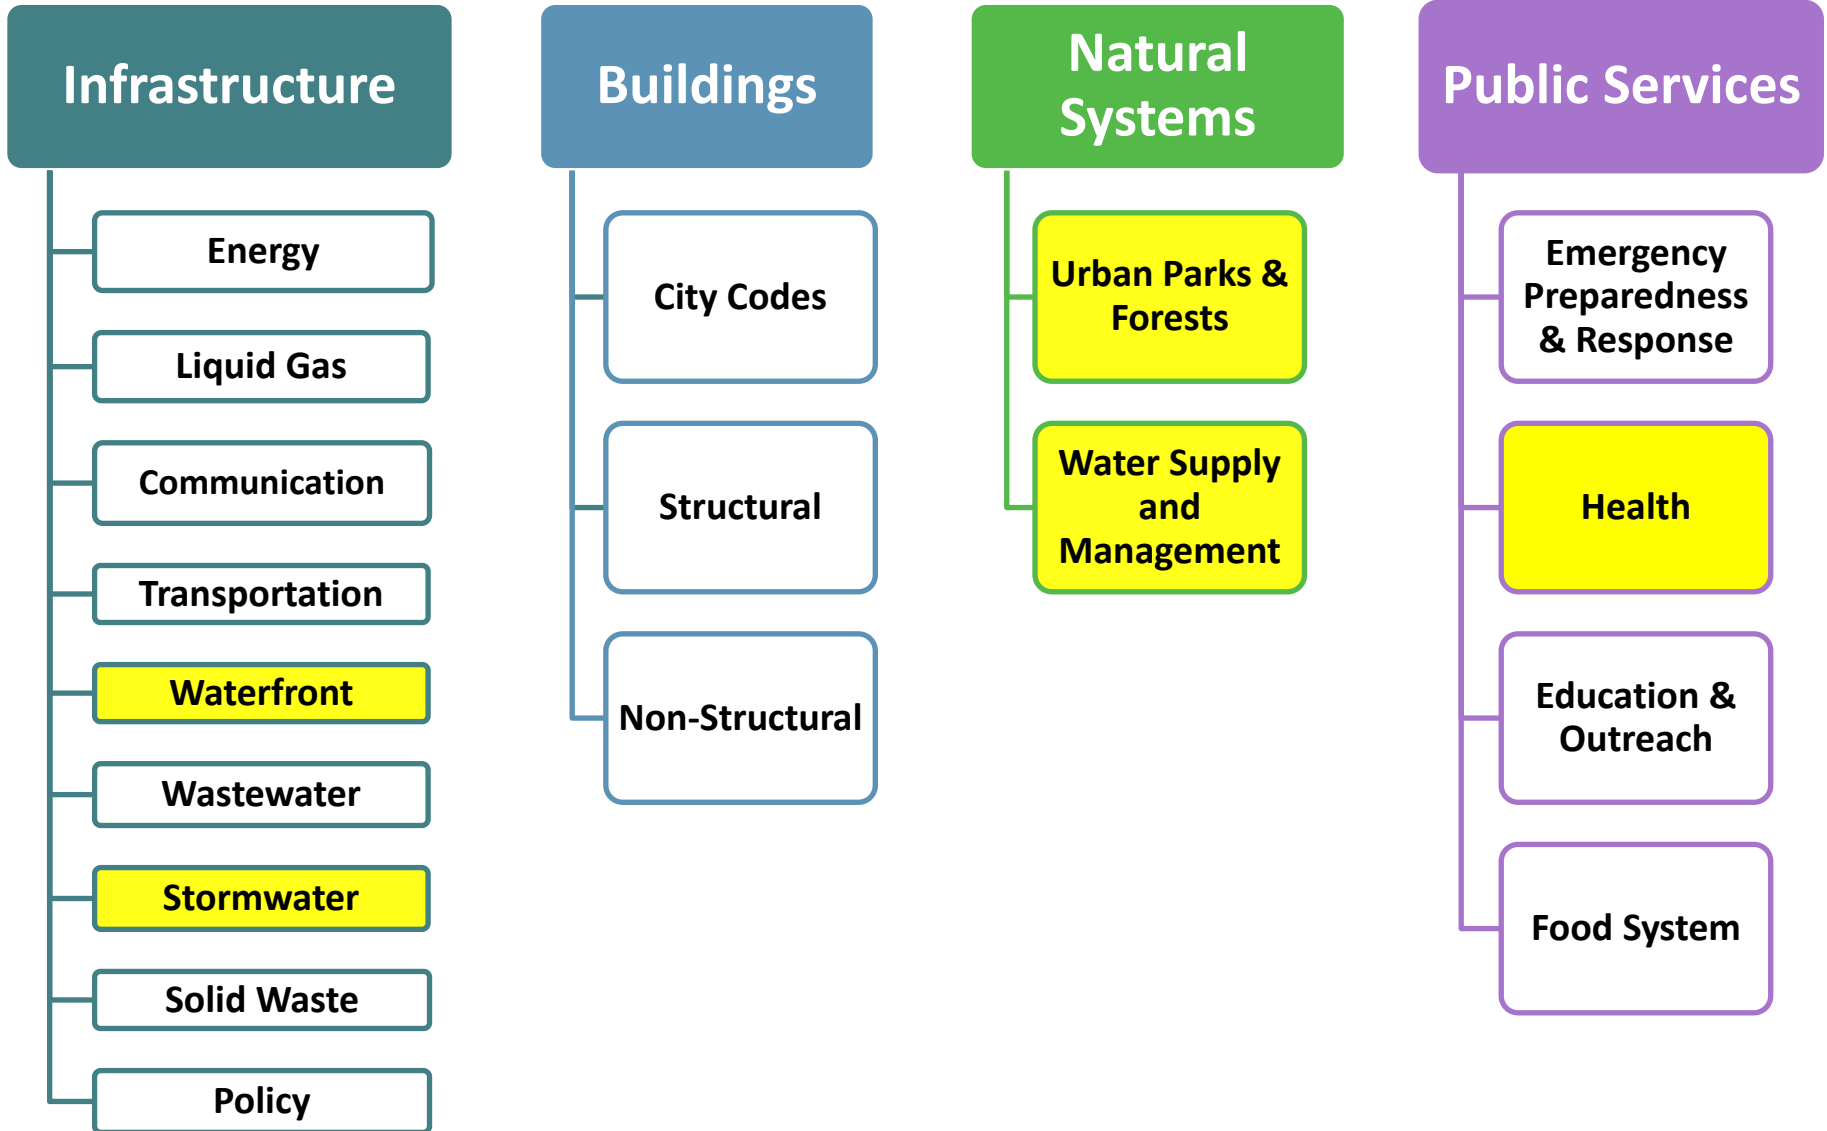 Infrastructure
Energy
Liquid Gas
Communication
Transportation
Waterfront
Wastewater
Stormwater
Solid Waste
Policy
Buildings
City Codes
Structural
Non-Structural
Natural
Systems
Urban Parks &
Forests
Water Supply
and
Management
Public Services
Emergency
Preparedness
& Response
Health
Education &
Outreach
Food System